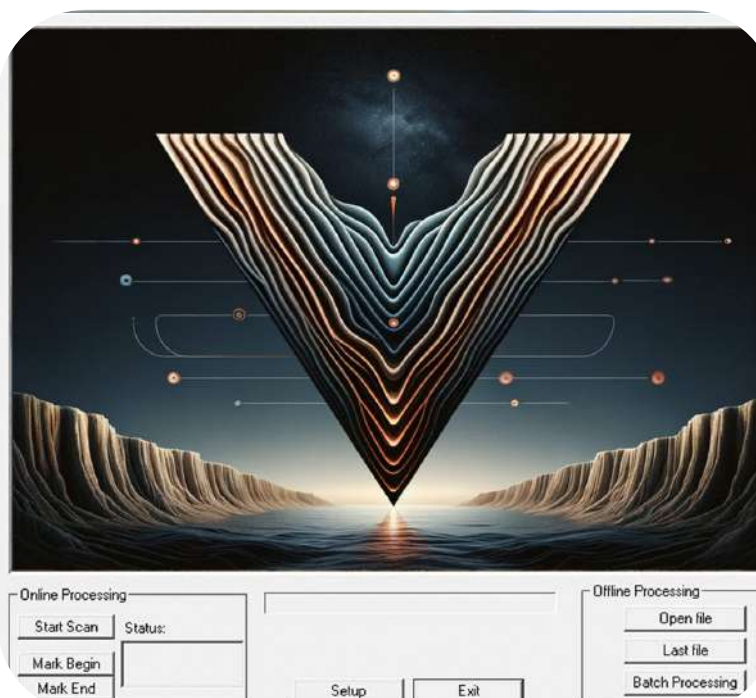 Online Processing
Start Scan
Status:
Mark Begin
Mark End
Setup
Exit
Offline Processing
Open file
Last file
Batch Processing